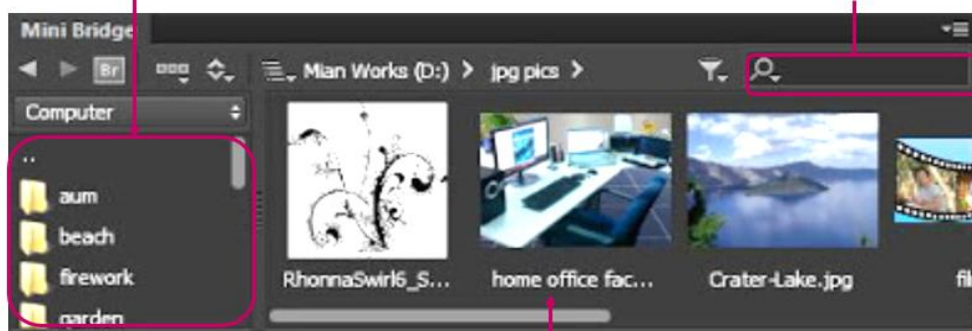 Mini Bridge
Br Mian Works (D:) > jpg pics >
Computer
..
aum
beach
firework
garden
RhonnaSwirl6_S... home office fac... Crater-Lake.jpg fil